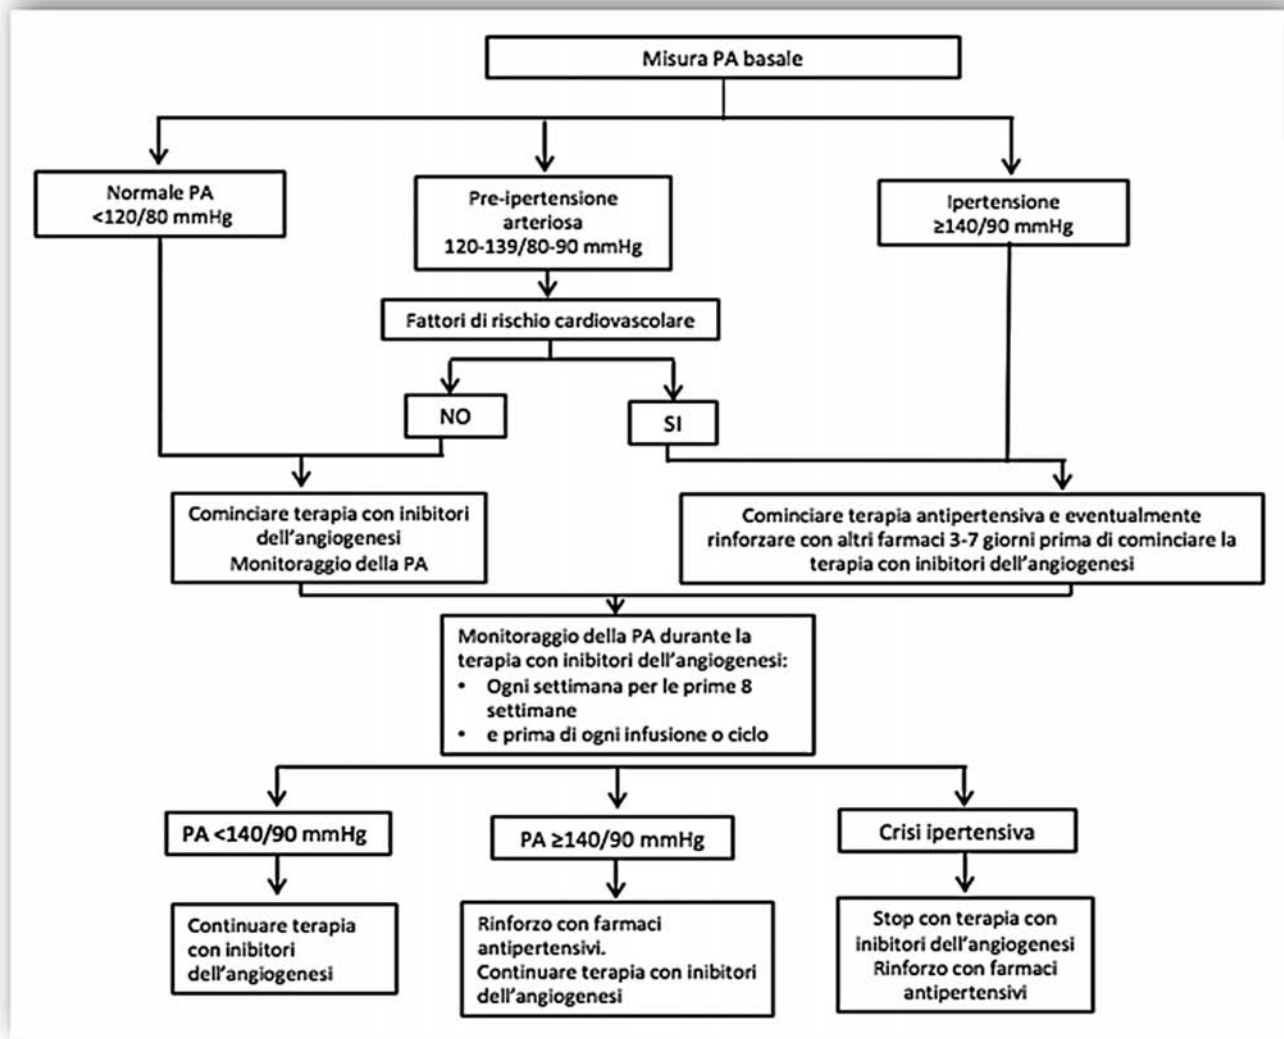 Misura PA basale
Normale PA
<120/80 mmHg
Pre-ipertensione
arteriosa
120-139/80-90 mmHg
Ipertensione
≥140/90 mmHg
Fattori di rischio cardiovascolare
NO
SI
Cominciare terapia con inibitori
dell'angiogenesi
Monitoraggio della PA
Cominciare terapia antipertensiva e eventualmente
rinforzare con altri farmaci 3-7 giorni prima di cominciare la
terapia con inibitori dell'angiogenesi
Monitoraggio della PA durante la
terapia con inibitori dell'angiogenesi:
• Ogni settimana per le prime 8
settimane
• e prima di ogni infusione o ciclo
PA <140/90 mmHg
PA ≥140/90 mmHg
Crisi ipertensiva
Continuare terapia
con inibitori
dell'angiogenesi
Rinforzo con farmaci
antipertensivi.
Continuare terapia con inibitori
dell'angiogenesi
Stop con terapia con
inibitori dell'angiogenesi
Rinforzo con farmaci
antipertensivi